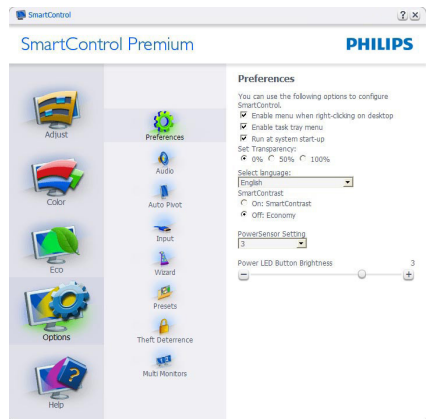 SmartControl
SmartControl Premium
PHILIPS
Adjust
Color
Eco
Options
Help
Preferences
Audio
Auto Pivot
Input
Wizard
Presets
Theft Deterrence
Multi Monitors
Preferences
You can use the following options to configure
SmartControl.
Enable menu when right-clicking on desktop
Enable task tray menu
Run at system start-up
Set Transparency:
0% 50% 100%
Select language:
English
SmartContrast
On: SmartContrast
Off: Economy
PowerSensor Setting
3
Power LED Button Brightness 3